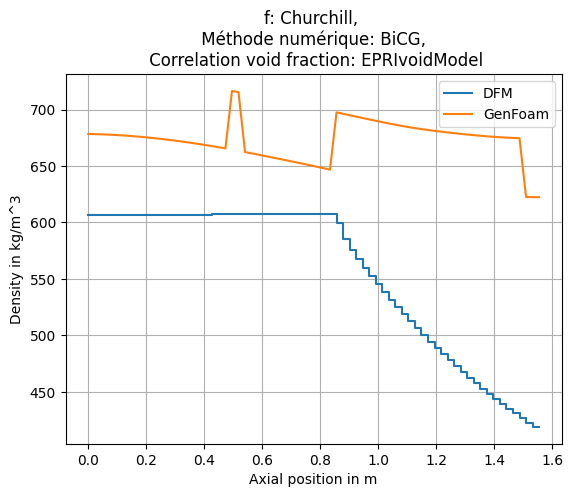 f: Churchill,
Méthode numérique: BiCG,
Correlation void fraction: EPRIvoidModel
DFM
GenFoam
Density in kg/m^3
700
650
600
550
500
450
0.0 0.2 0.4 0.6 0.8 1.0 1.2 1.4 1.6
Axial position in m